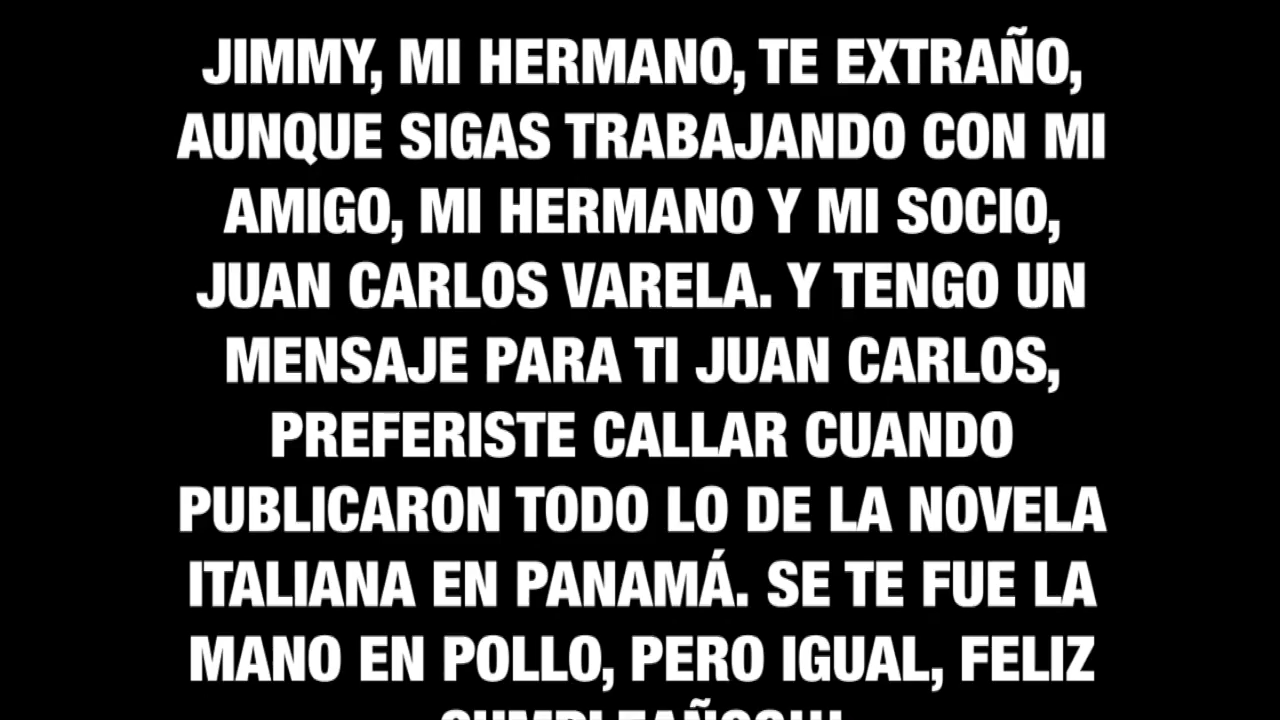 JIMMY, MI HERMANO, TE EXTRAÑO,
AUNQUE SIGAS TRABAJANDO CON MI
AMIGO, MI HERMANO Y MI SOCIO,
JUAN CARLOS VARELA. Y TENGO UN
MENSAJE PARA TI JUAN CARLOS,
PREFERISTE CALLAR CUANDO
PUBLICARON TODO LO DE LA NOVELA
ITALIANA EN PANAMÁ. SE TE FUE LA
MANO EN POLLO, PERO IGUAL, FELIZ